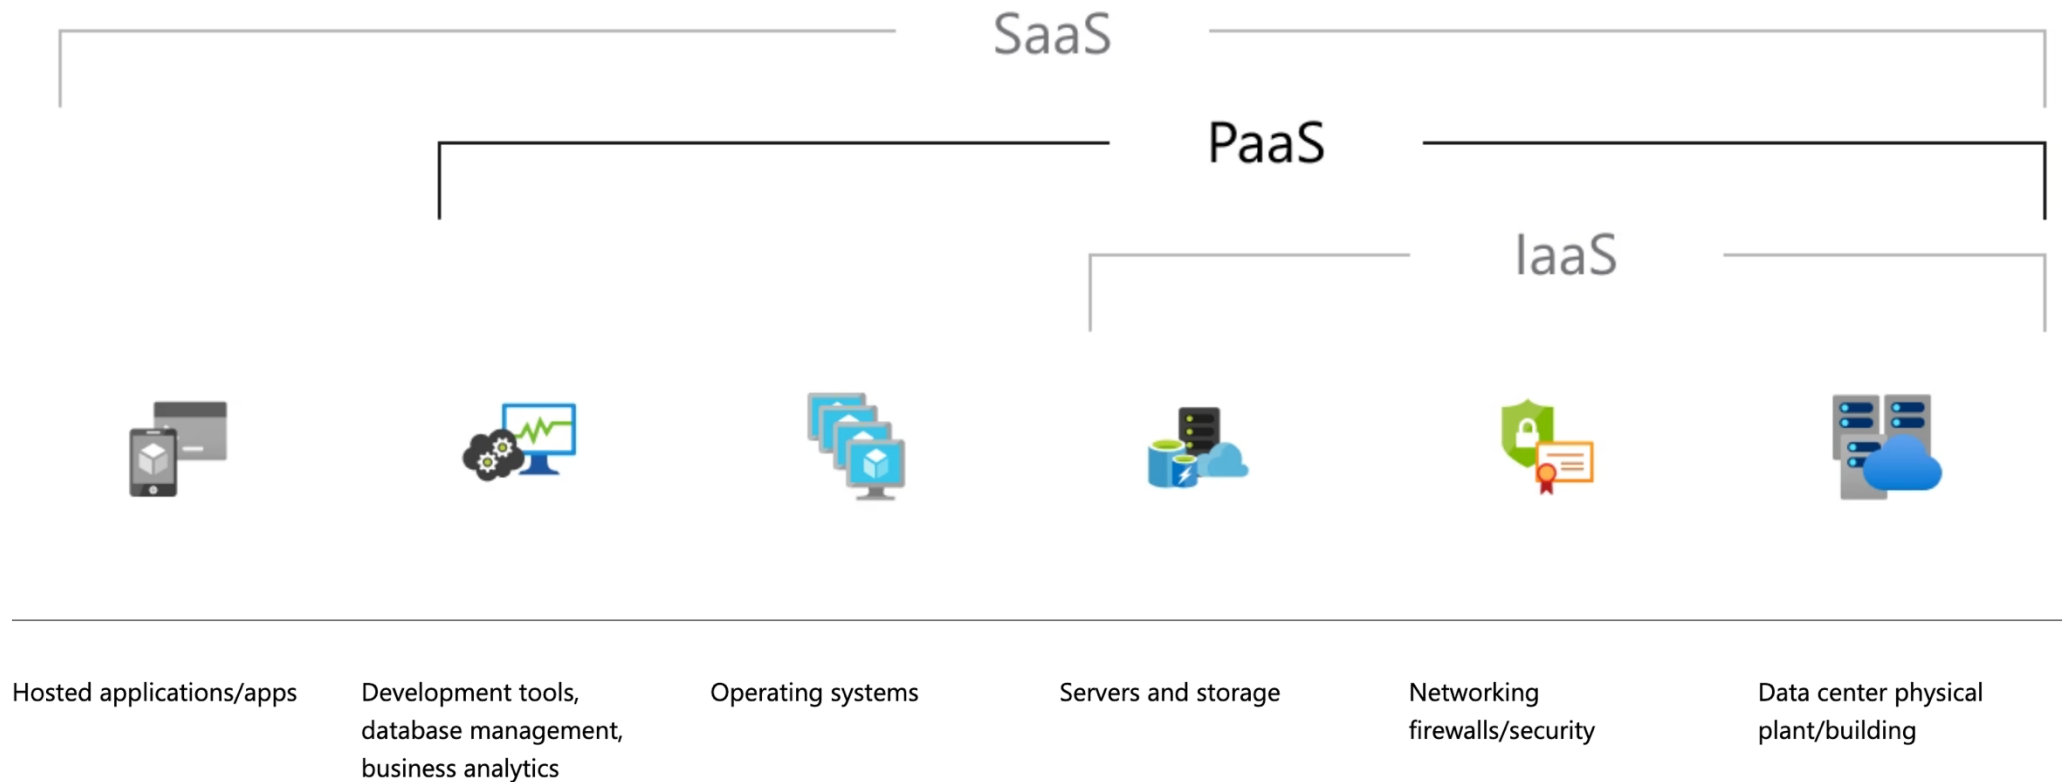 SaaS
PaaS
IaaS
Hosted applications/apps
Development tools,
database management,
business analytics
Operating systems
Servers and storage
Networking
firewalls/security
Data center physical
plant/building